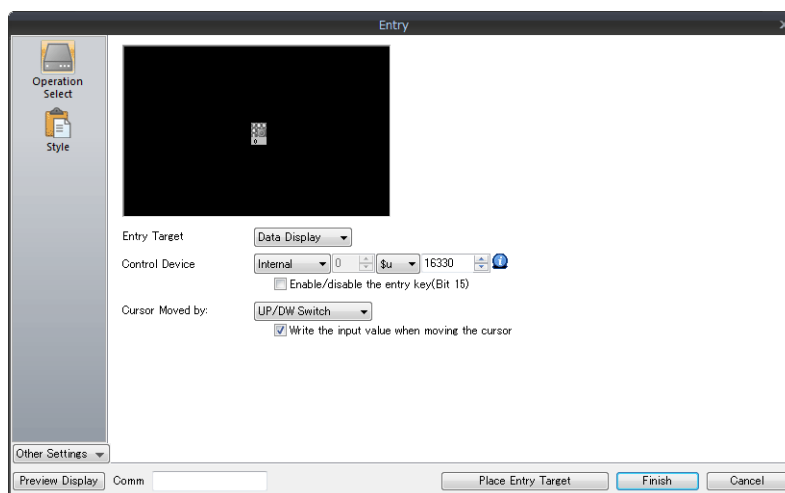 Entry
Operation
Select
Style
0
Entry Target Data Display
Control Device Internal 0 $u 16330
Enable/disable the entry key(Bit 15)
Cursor Moved by: UP/DW Switch
Write the input value when moving the cursor
Other Settings
Preview Display Comm Place Entry Target Finish Cancel